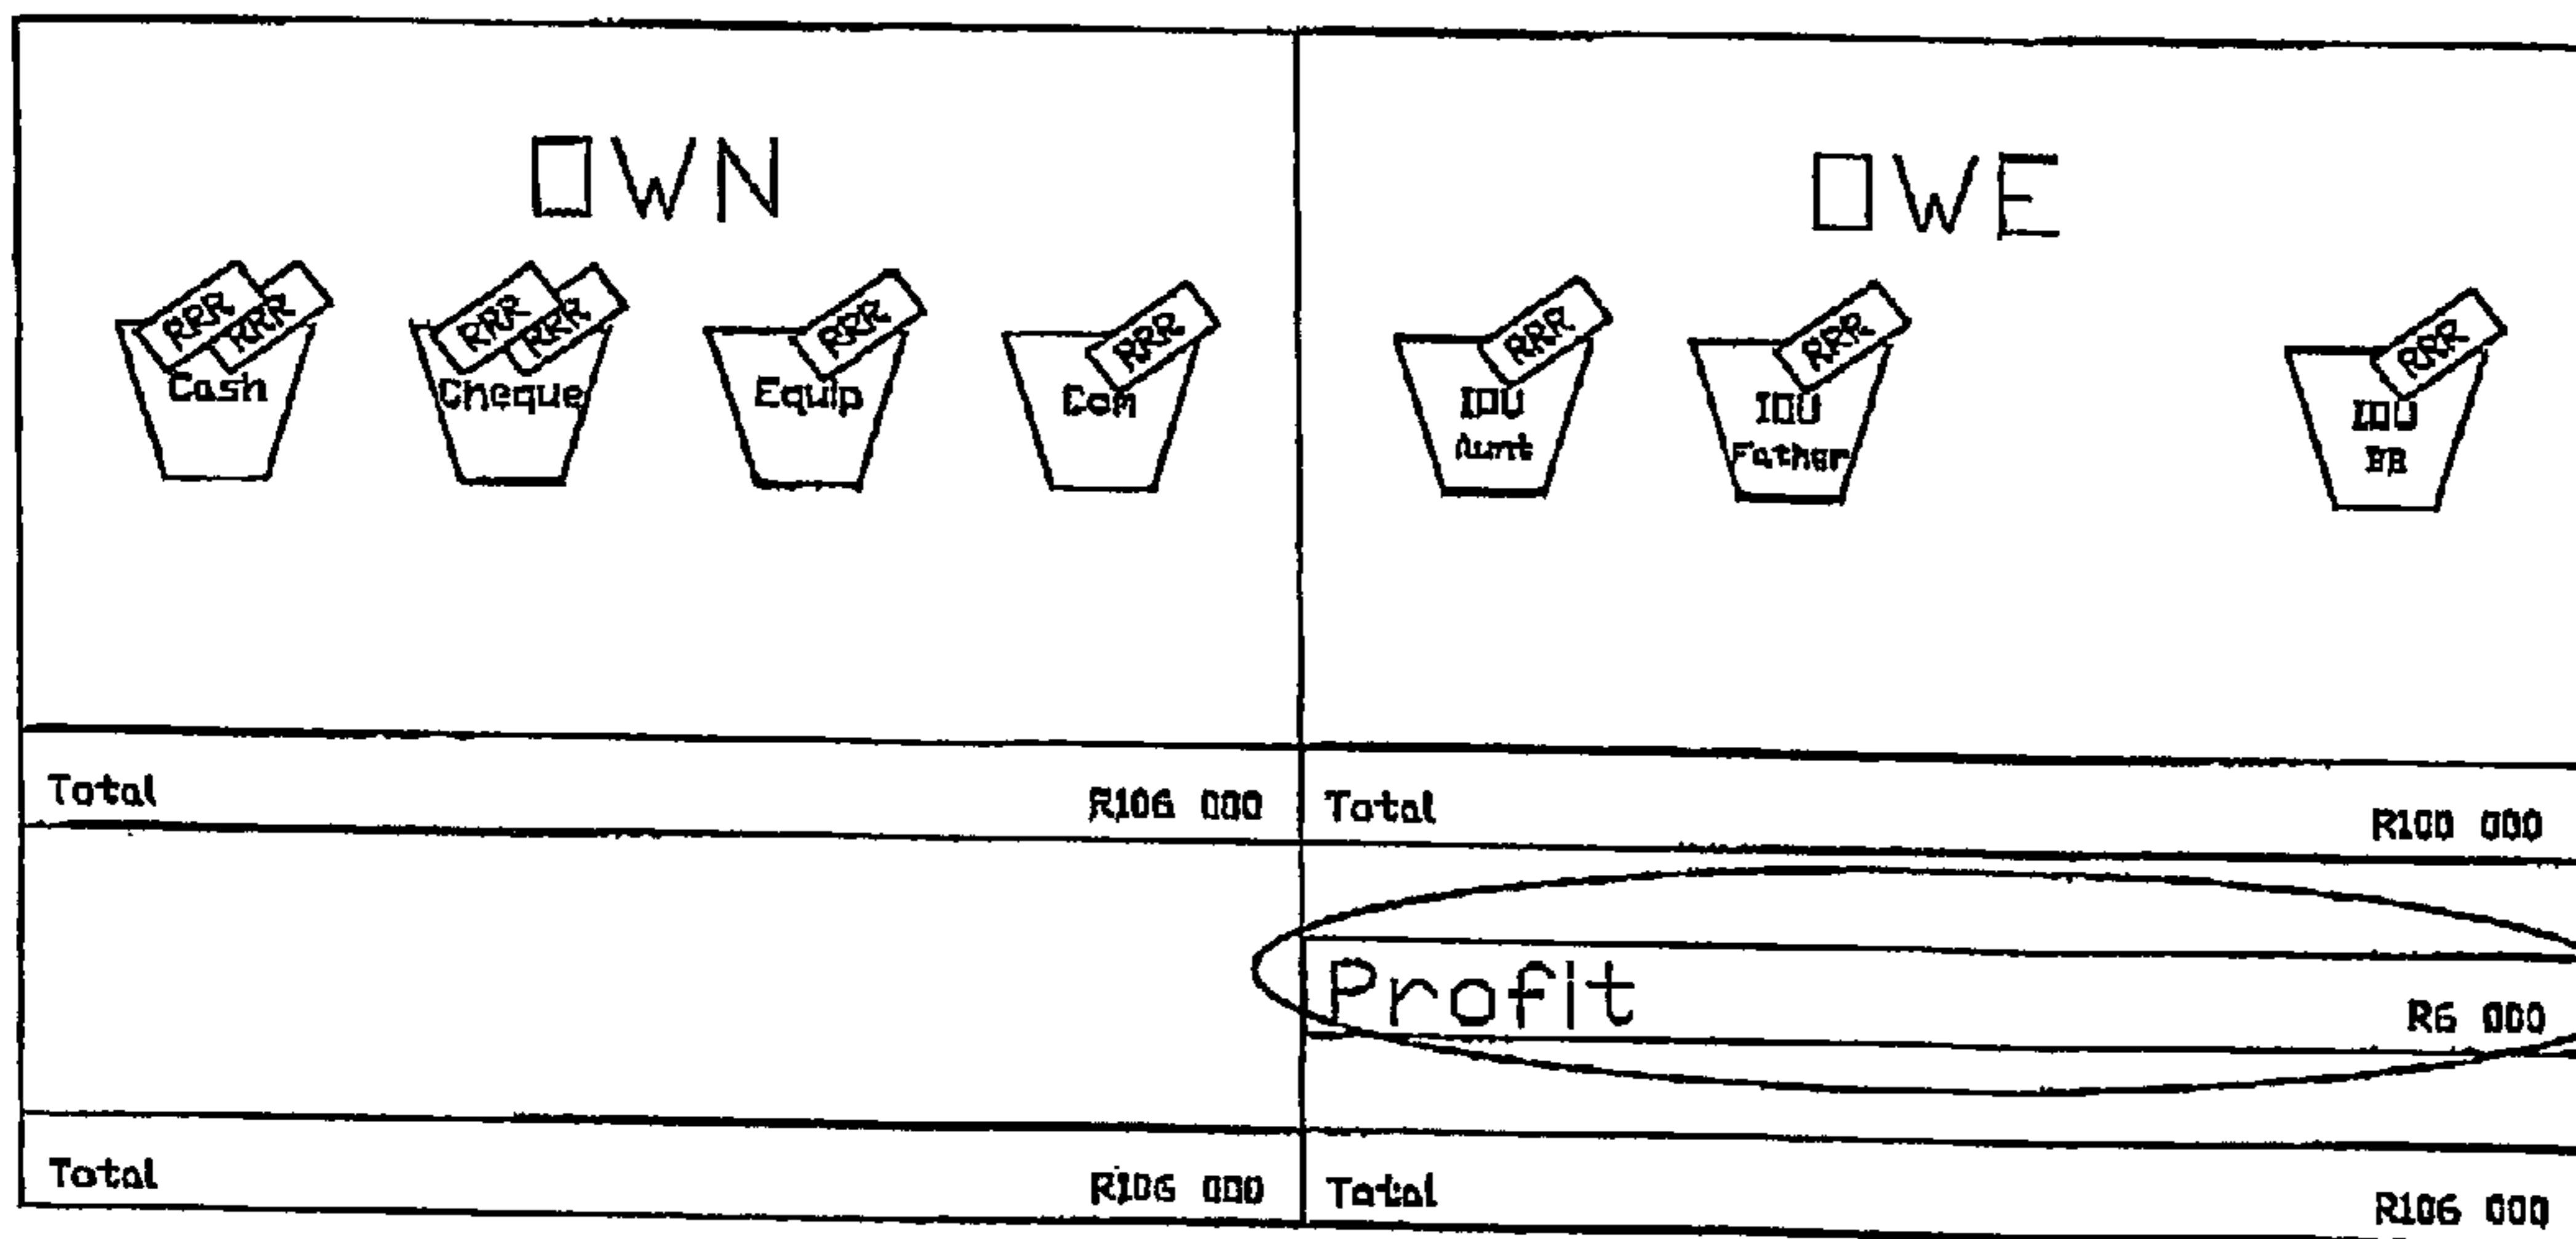 OWN
RRR RRR Cash
RRR RRR Cheque
RRR Equip
RRR Com
Total R106 000
Total R106 000
OWE
RRR IOU Aunt
RRR IOU Father
RRR IOU BB
Total R100 000
Profit R6 000
Total R106 000